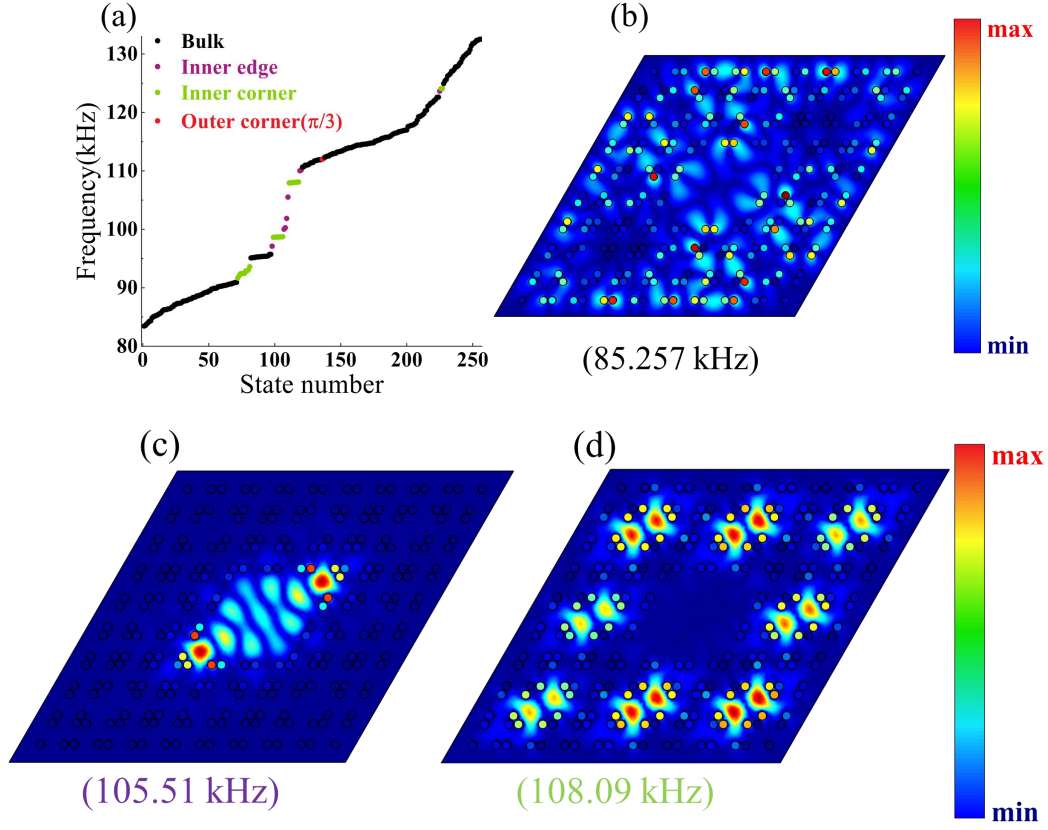 (a)
Bulk
Inner edge
Inner corner
Outer corner(π/3)
Frequency(kHz)
130
120
110
100
90
80
0 50 100 150 200 250
State number
(b)
max
min
(85.257 kHz)
(c)
(105.51 kHz)
(d)
(108.09 kHz)
max
min